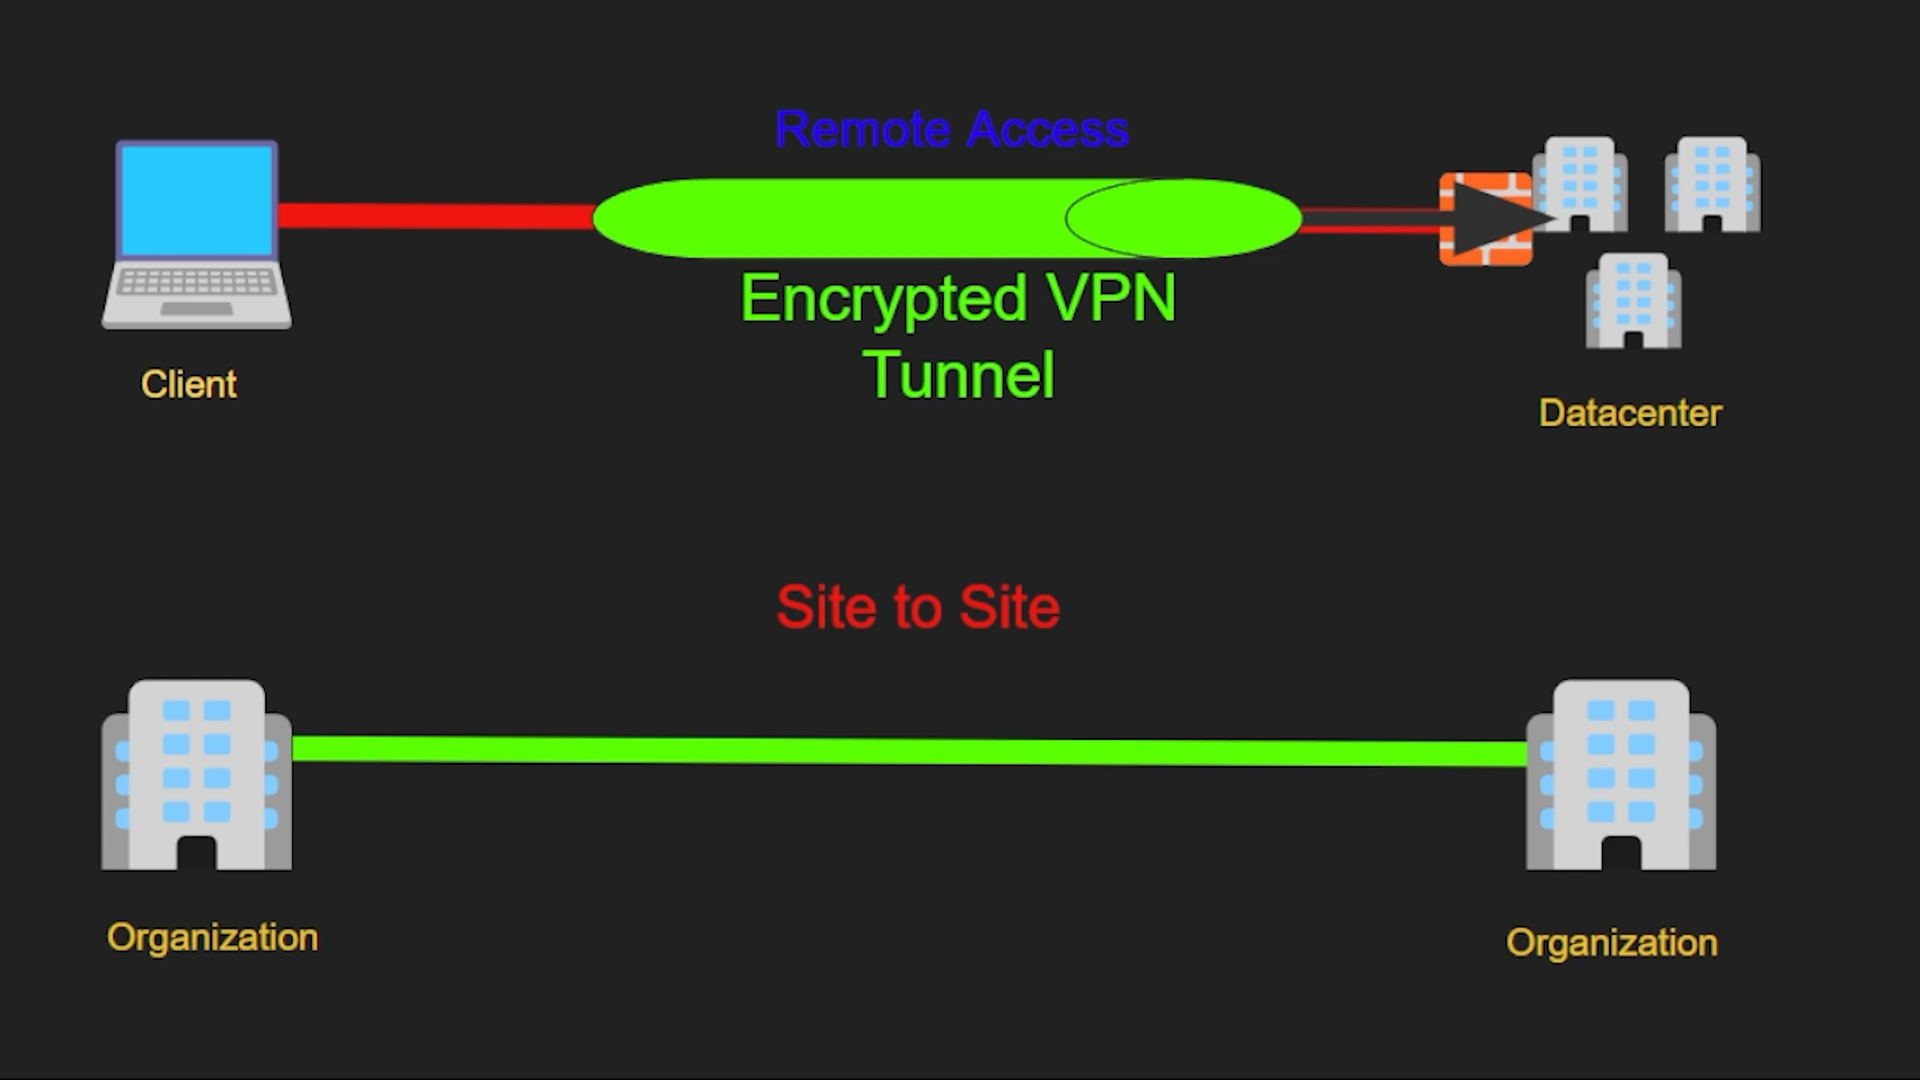 Remote Access
Encrypted VPN
Tunnel
Client
Datacenter
Site to Site
Organization
Organization